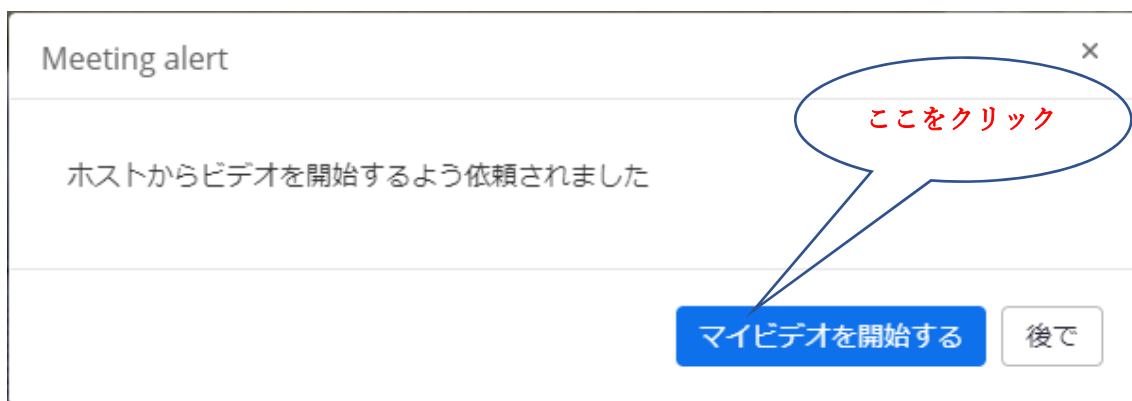 Meeting alert
×
ここをクリック
ホストからビデオを開始するよう依頼されました
マイビデオを開始する
後で